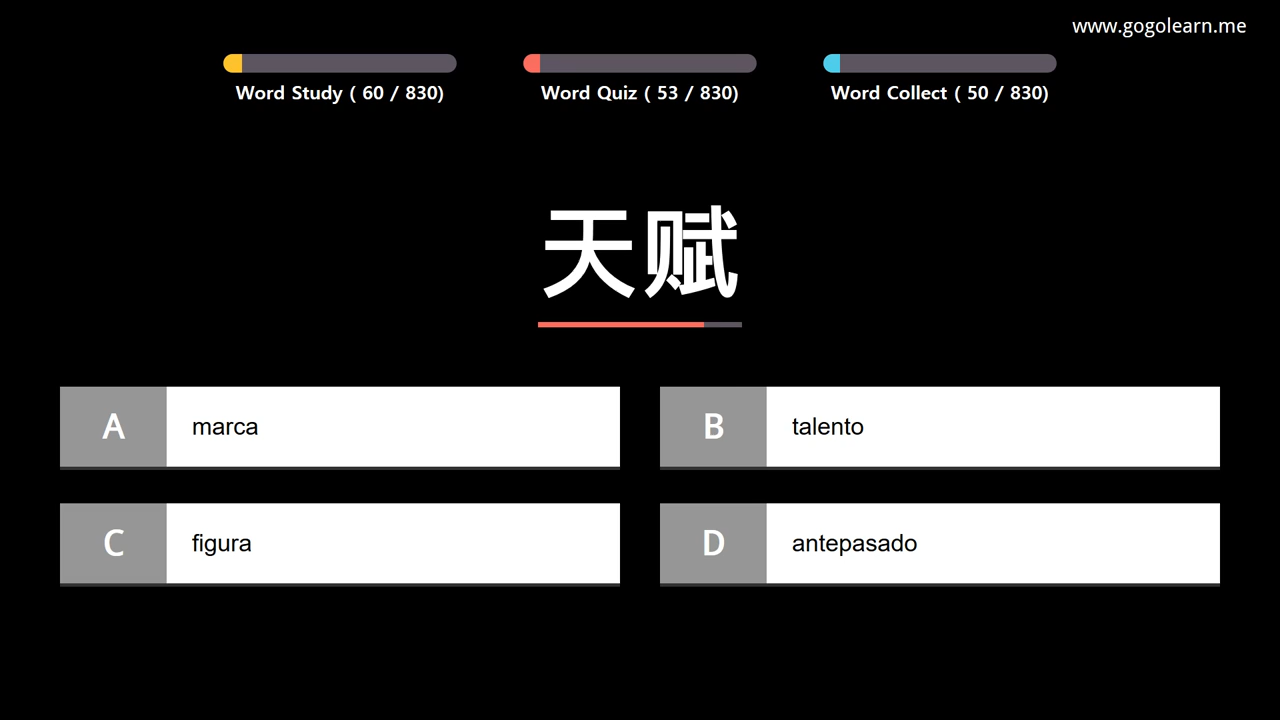 www.gogolearn.me
Word Study ( 60 / 830)
Word Quiz ( 53 / 830)
Word Collect ( 50 / 830)
天赋
A marca
B talento
C figura
D antepasado